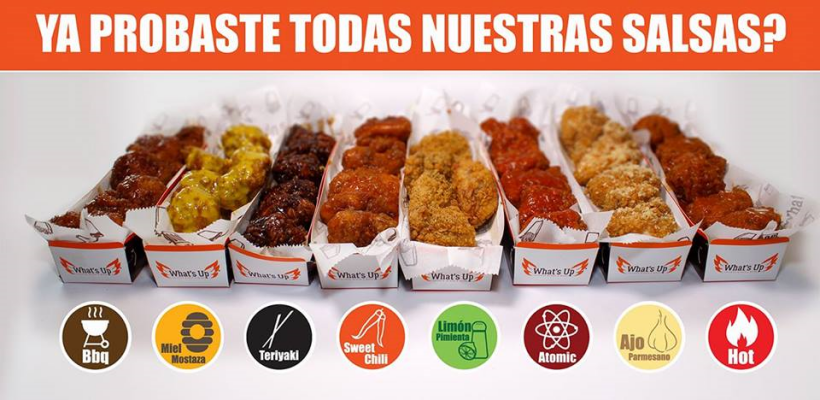 YA PROBASTE TODAS NUESTRAS SALSAS?
What's Up
What's Up
What's Up
What's Up
What's Up
What's Up
What's Up
What's Up
Bbq
Miel
Mostaza
Teriyaki
Sweet
Chili
Limón
Pimienta
Atomic
Ajo
Parmesano
Hot